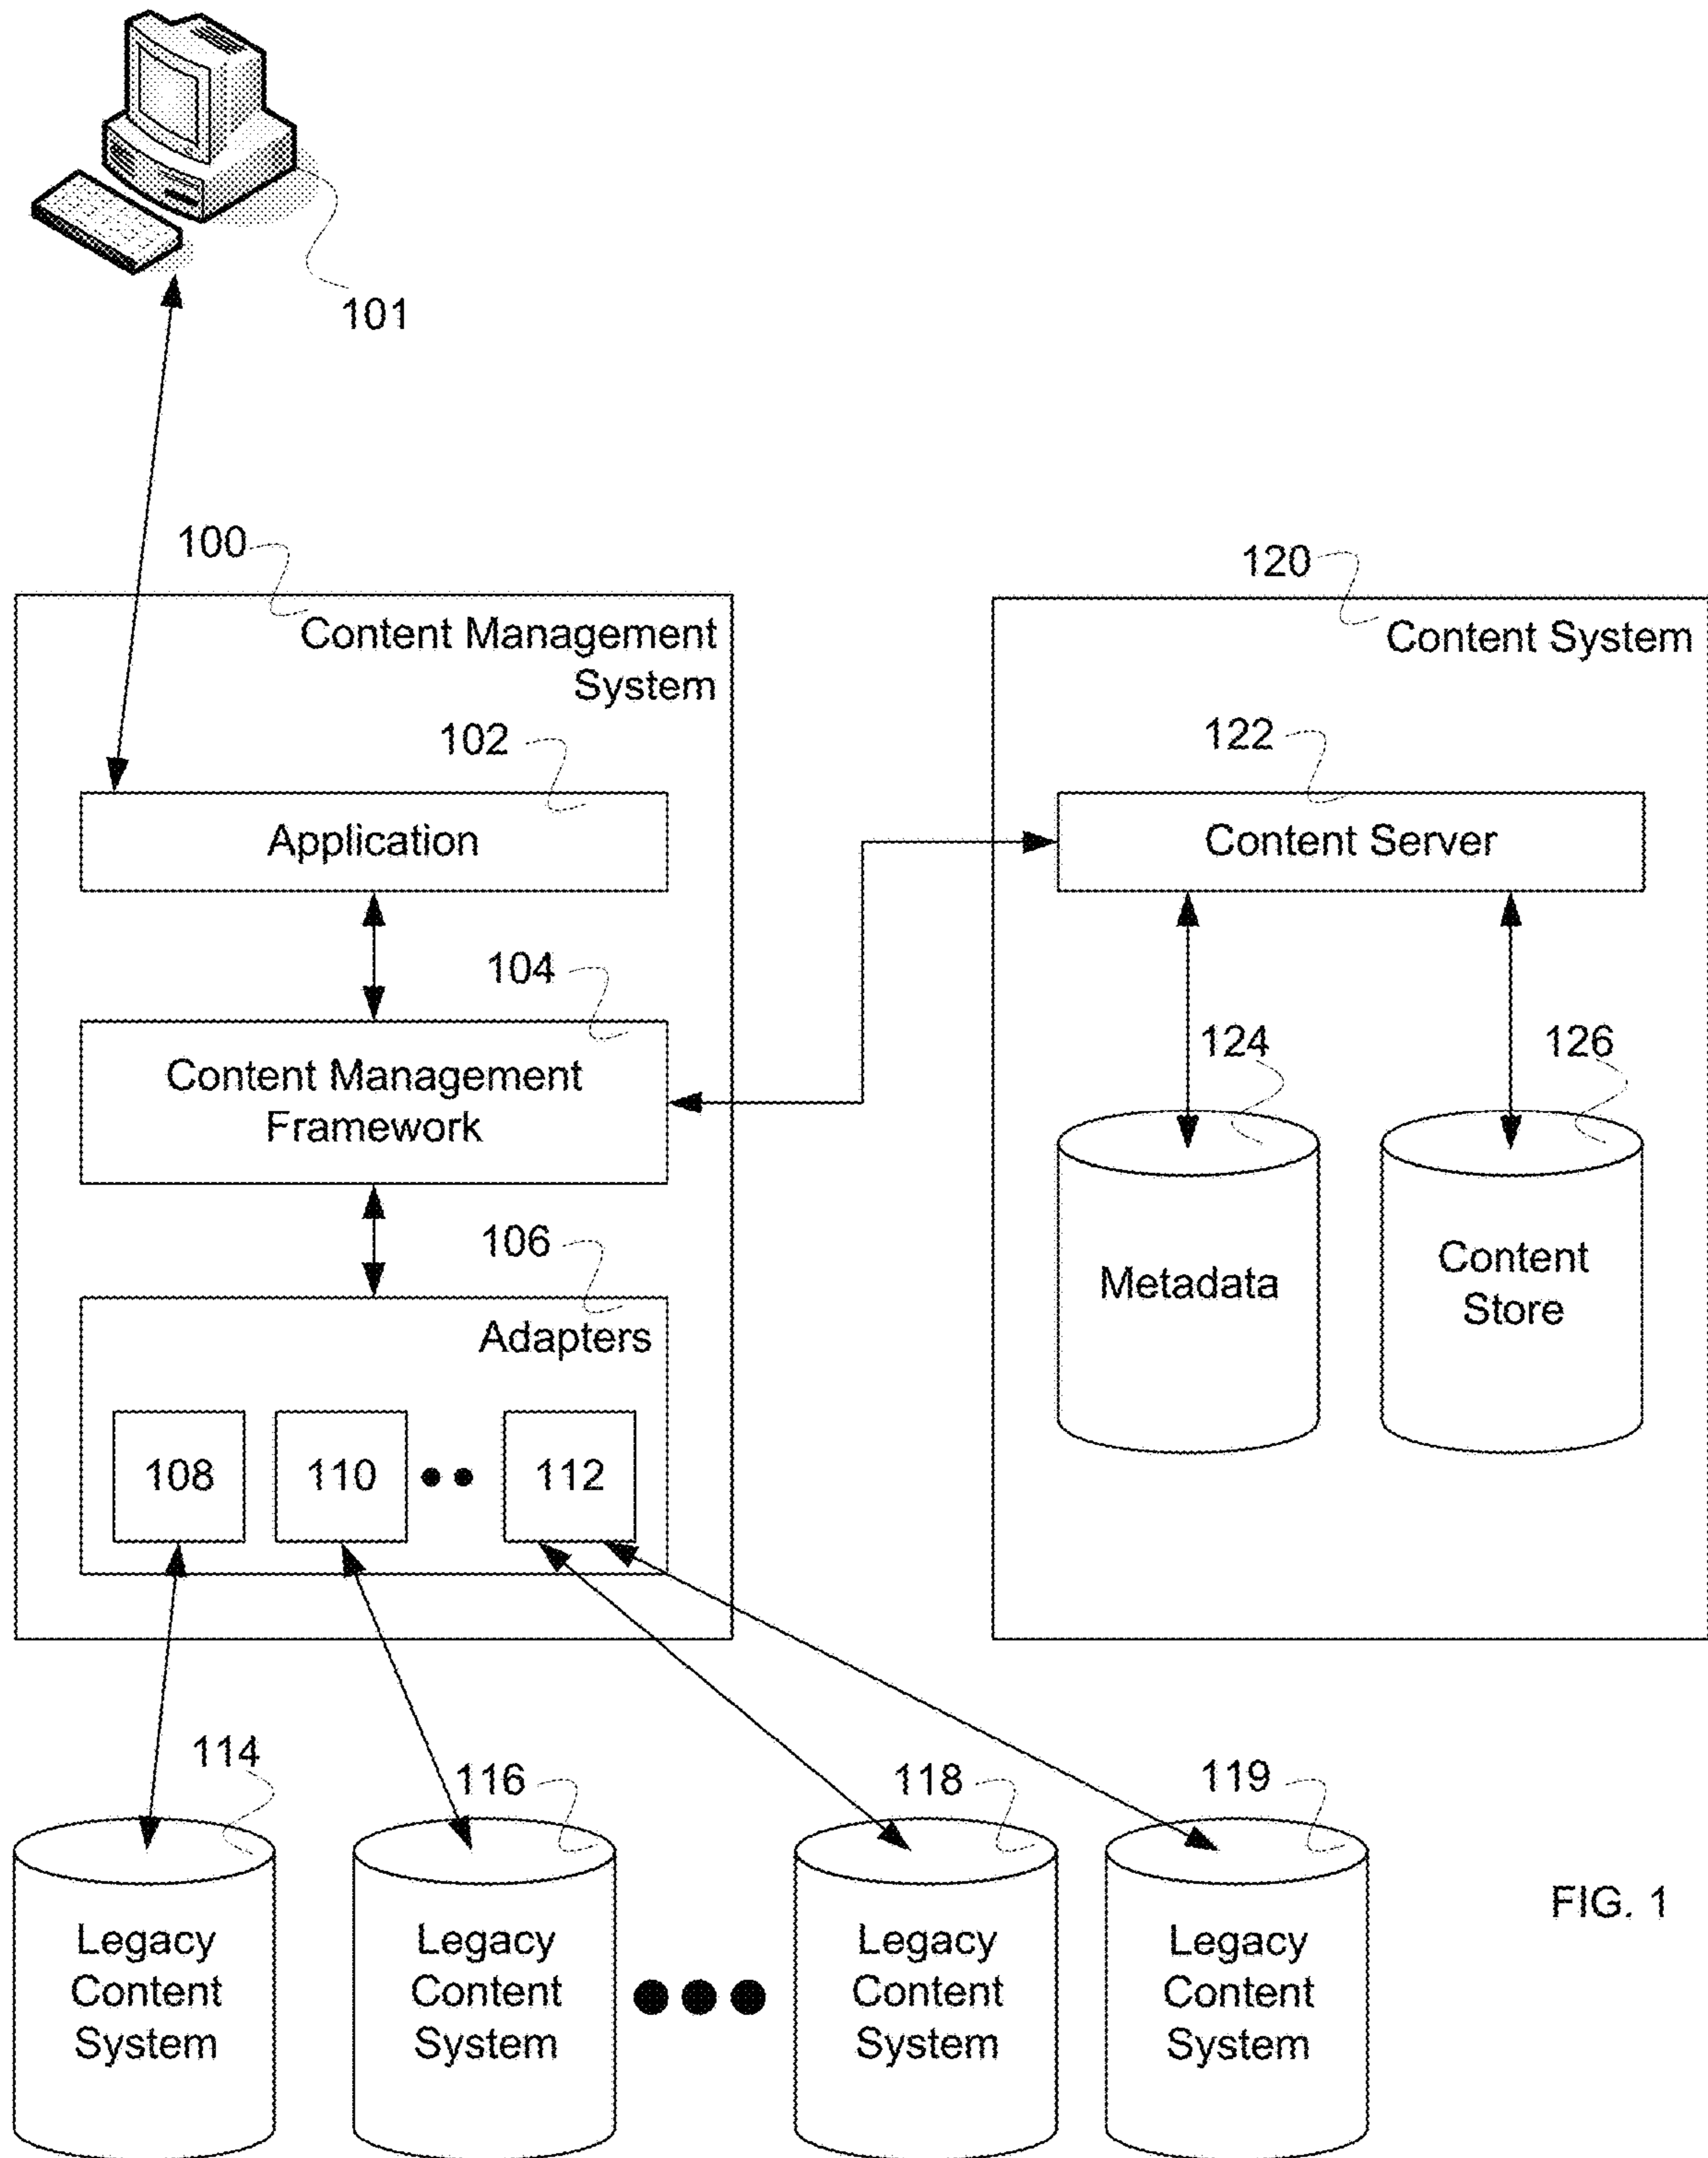 101
100
Content Management
System
102
Application
104
Content Management
Framework
106
Adapters
108
110
112
120
Content System
122
Content Server
124
126
Metadata
Content
Store
114
116
118
119
Legacy
Content
System
Legacy
Content
System
Legacy
Content
System
Legacy
Content
System
FIG. 1